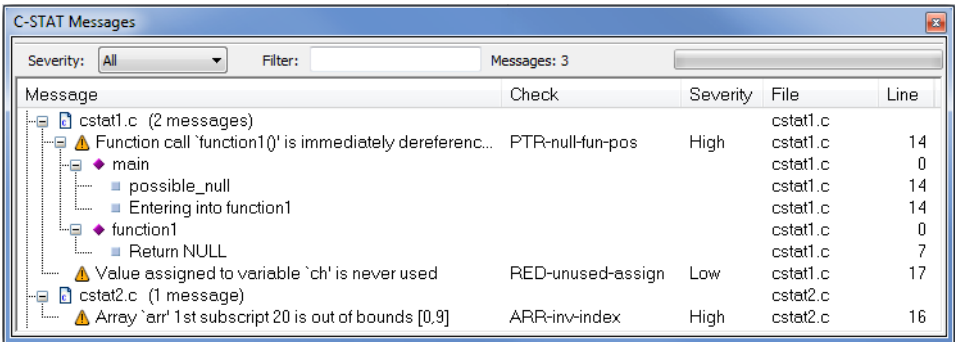 C-STAT Messages
Severity: All Filter: Messages: 3
Message Check Severity File Line
cstat1.c (2 messages) cstat1.c
Function call `function1()' is immediately dereferenc... PTR-null-fun-pos High cstat1.c 14
main cstat1.c 0
possible_null cstat1.c 14
Entering into function1 cstat1.c 14
function1 cstat1.c 0
Return NULL cstat1.c 7
Value assigned to variable `ch' is never used RED-unused-assign Low cstat1.c 17
cstat2.c (1 message) cstat2.c
Array `arr' 1st subscript 20 is out of bounds [0,9] ARR-inv-index High cstat2.c 16